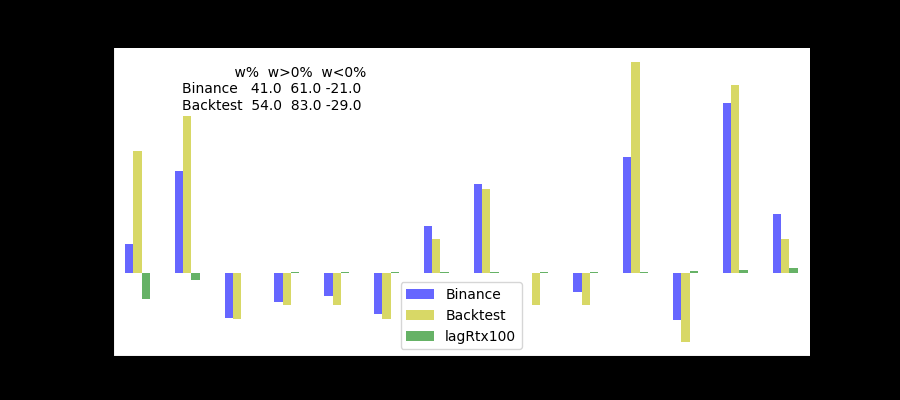 w% w>0% w<0%
Binance 41.0 61.0 -21.0
Backtest 54.0 83.0 -29.0
Binance
Backtest
lagRtx100